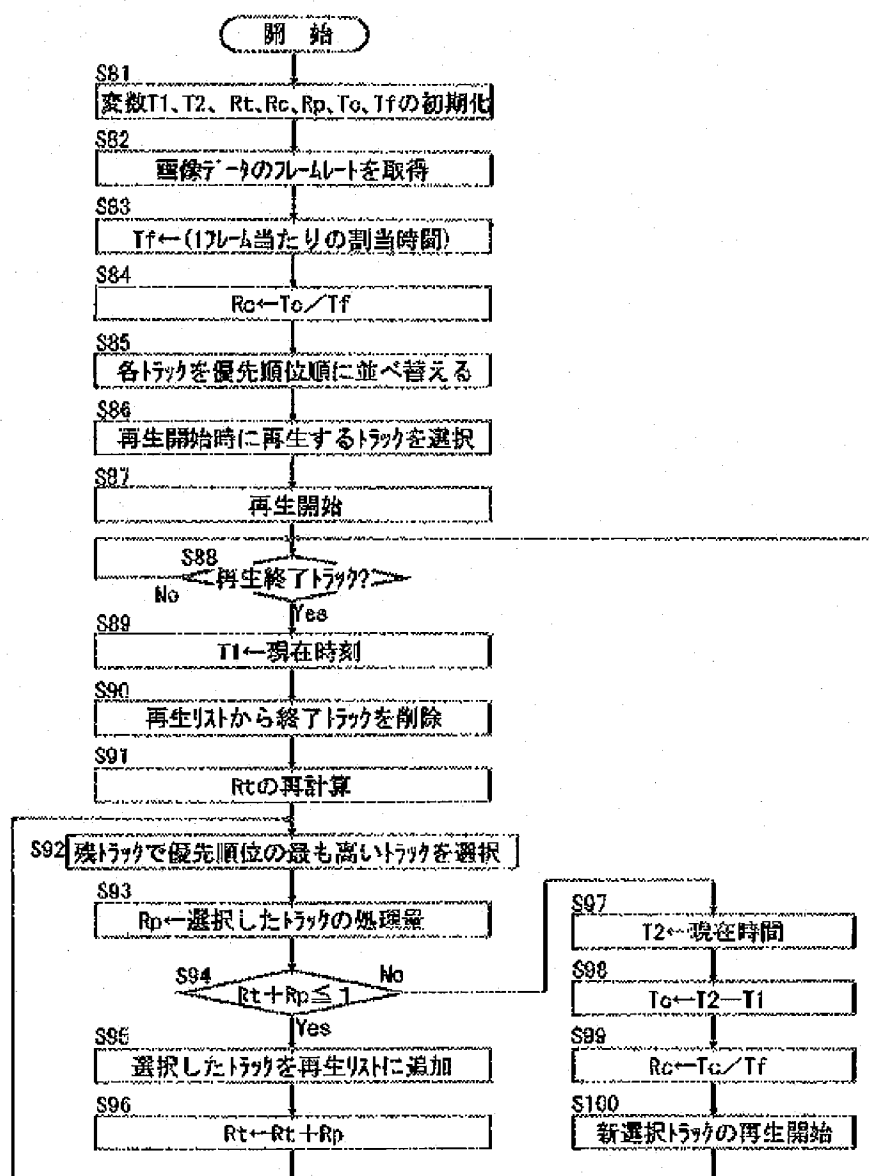 開 始
S81
変数T1、T2、Rt、Rc、Rp、Tc、Tfの初期化
S82
画像ﾃﾞｰﾀのﾌﾚｰﾑﾚｰﾄを取得
S83
Tf←(1ﾌﾚｰﾑ当たりの割当時間)
S84
Rc←Tc／Tf
S85
各ﾄﾗｯｸを優先順位順に並べ替える
S86
再生開始時に再生するﾄﾗｯｸを選択
S87
再生開始
S88
再生終了ﾄﾗｯｸ?
No
Yes
S89
T1←現在時刻
S90
再生ﾘｽﾄから終了ﾄﾗｯｸを削除
S91
Rtの再計算
S92
残ﾄﾗｯｸで優先順位の最も高いﾄﾗｯｸを選択
S93
Rp←選択したﾄﾗｯｸの処理量
S94
Rt＋Rp≦1
No
Yes
S95
選択したﾄﾗｯｸを再生ﾘｽﾄに追加
S96
Rt←Rt＋Rp
S97
T2←現在時間
S98
Tc←T2－T1
S99
Rc←Tc／Tf
S100
新選択ﾄﾗｯｸの再生開始